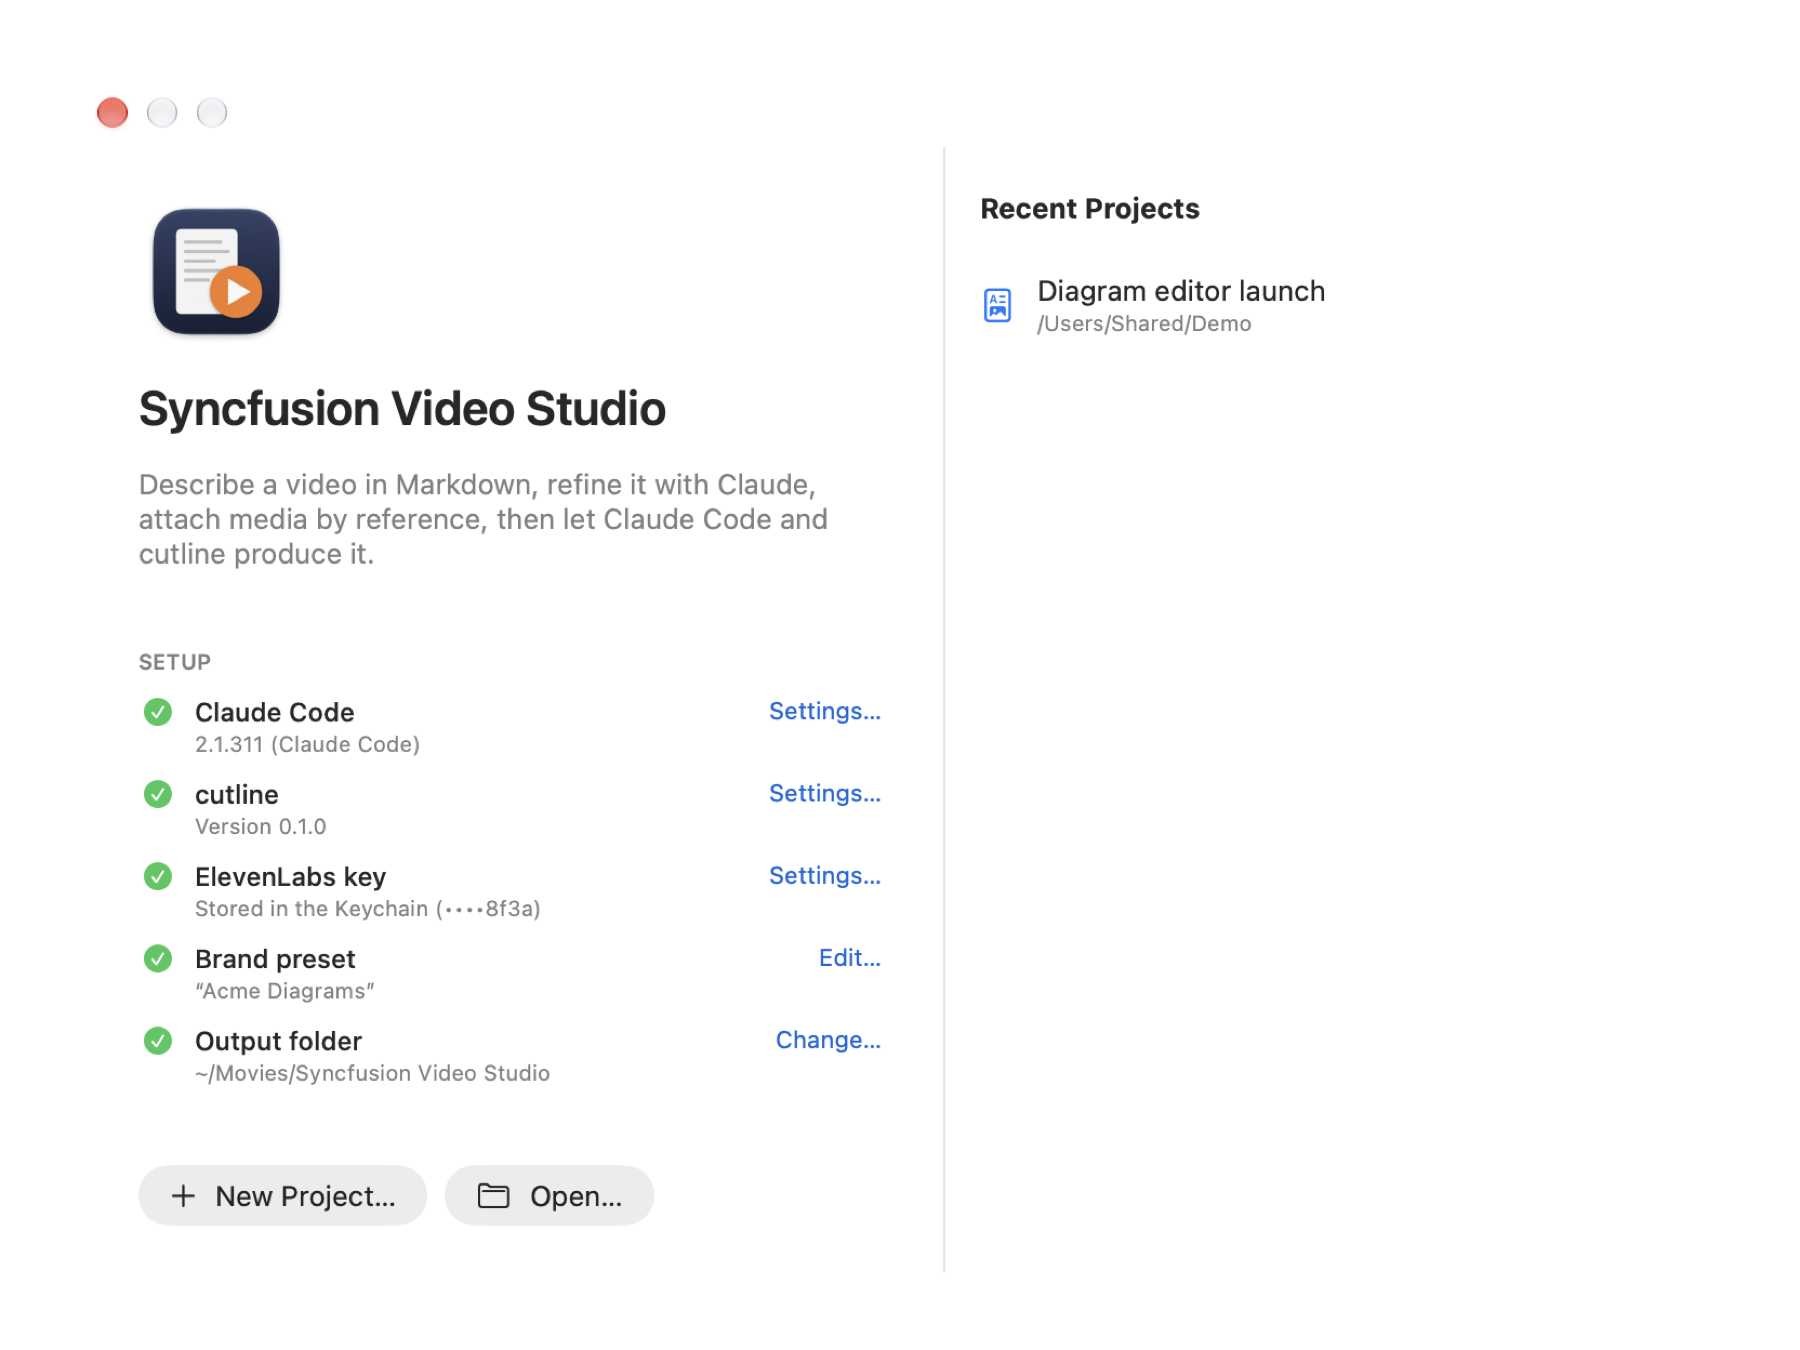 Syncfusion Video Studio
Describe a video in Markdown, refine it with Claude,
attach media by reference, then let Claude Code and
cutline produce it.
SETUP
Claude Code
Settings...
2.1.311 (Claude Code)
cutline
Settings...
Version 0.1.0
ElevenLabs key
Settings...
Stored in the Keychain (••••8f3a)
Brand preset
Edit...
“Acme Diagrams”
Output folder
Change...
~/Movies/Syncfusion Video Studio
New Project...
Open...
Recent Projects
Diagram editor launch
/Users/Shared/Demo